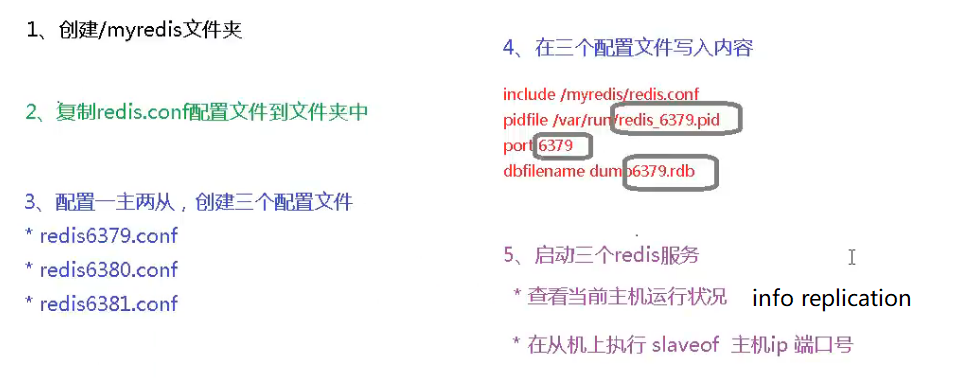 1、创建/myredis文件夹
2、复制redis.conf配置文件到文件夹中
3、配置一主两从，创建三个配置文件
* redis6379.conf
* redis6380.conf
* redis6381.conf
4、在三个配置文件写入内容
include /myredis/redis.conf
pidfile /var/run/redis_6379.pid
port 6379
dbfilename dump6379.rdb
5、启动三个redis服务
* 查看当前主机运行状况 info replication
* 在从机上执行 slaveof 主机ip 端口号